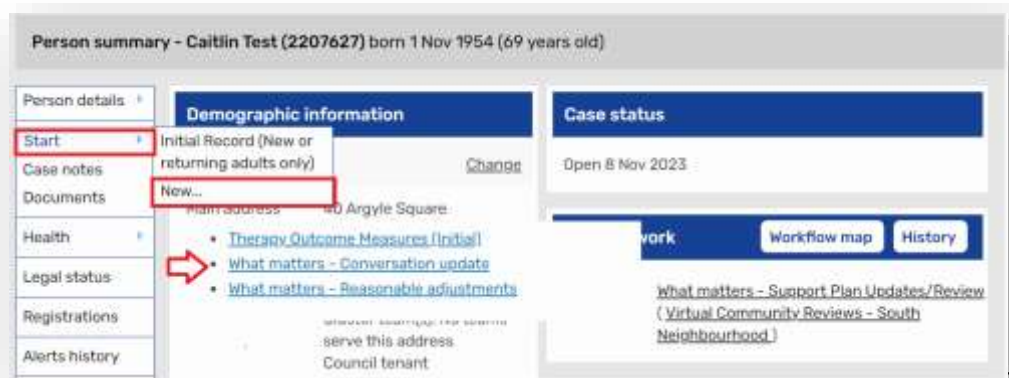 Person summary - Caitlin Test (2207627) born 1 Nov 1954 (69 years old)
Person details
Start
Case notes
Documents
Health
Legal status
Registrations
Alerts history
Initial Record (New or
returning adults only)
New...
Demographic information
Change
Main address 40 Argyle Square
Therapy Outcome Measures (Initial)
What matters - Conversation update
What matters - Reasonable adjustments
serve this address
Council tenant
Case status
Open 8 Nov 2023
work
Workflow map
History
What matters - Support Plan Updates/Review
( Virtual Community Reviews - South
Neighbourhood )